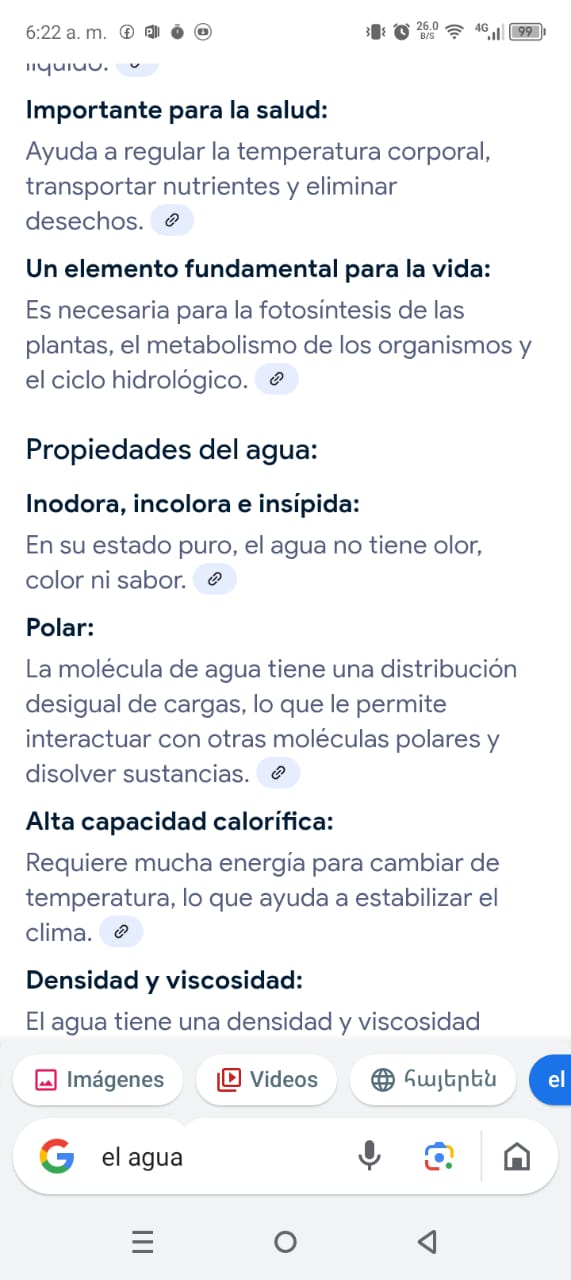 6:22 a. m.
26.0
B/S
4G
99
líquido.
Importante para la salud:
Ayuda a regular la temperatura corporal,
transportar nutrientes y eliminar
desechos.
Un elemento fundamental para la vida:
Es necesaria para la fotosíntesis de las
plantas, el metabolismo de los organismos y
el ciclo hidrológico.
Propiedades del agua:
Inodora, incolora e insípida:
En su estado puro, el agua no tiene olor,
color ni sabor.
Polar:
La molécula de agua tiene una distribución
desigual de cargas, lo que le permite
interactuar con otras moléculas polares y
disolver sustancias.
Alta capacidad calorífica:
Requiere mucha energía para cambiar de
temperatura, lo que ayuda a estabilizar el
clima.
Densidad y viscosidad:
El agua tiene una densidad y viscosidad
Imágenes
Videos
հայերեն
el
el agua